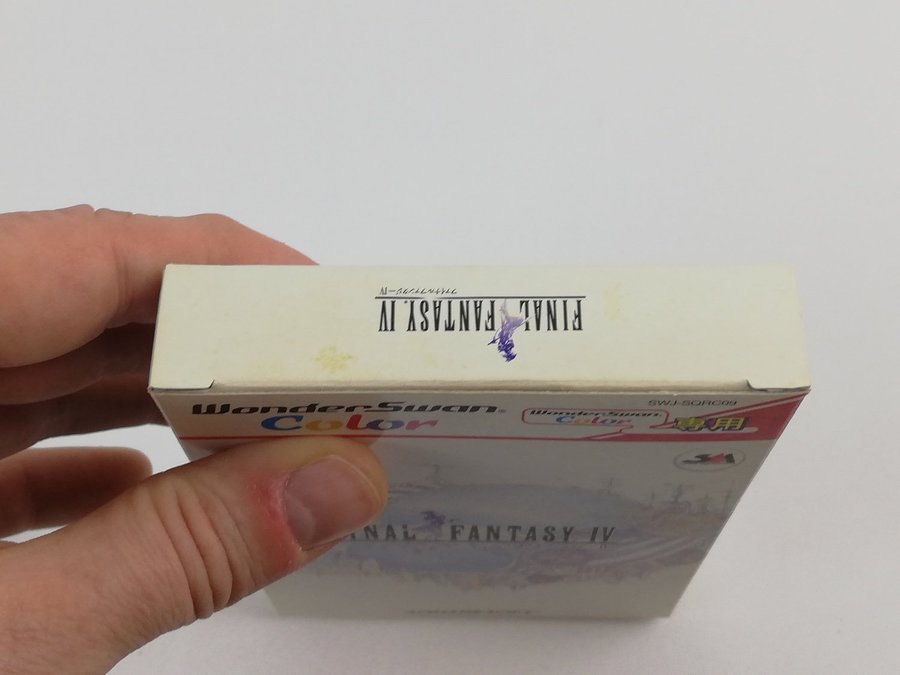 FINAL FANTASY IV
ファイナルファンタジーIV
WonderSwan®
Color
WonderSwan
Color
専用
SWJ-SQRC09
FINAL FANTASY IV